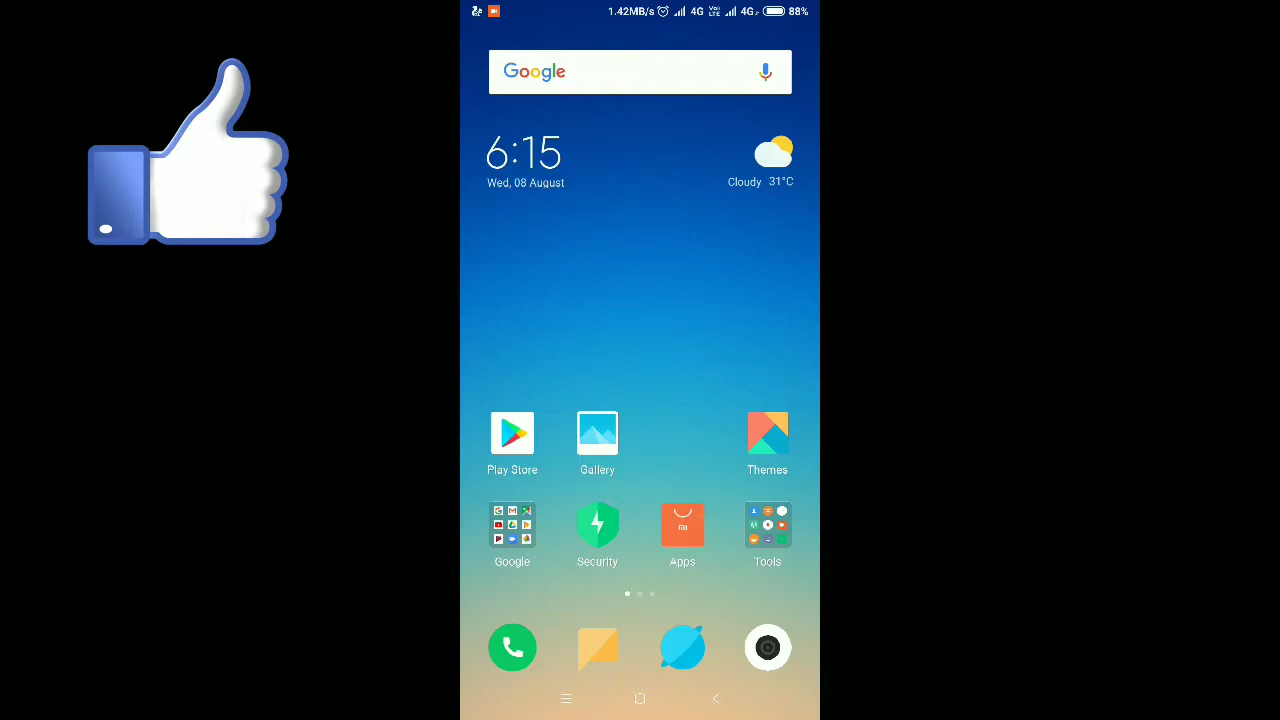 1.42MB/s 4G VoLTE 4G 88%
Google
6:15
Wed, 08 August
Cloudy 31°C
Play Store Gallery Themes
Google Security Apps Tools